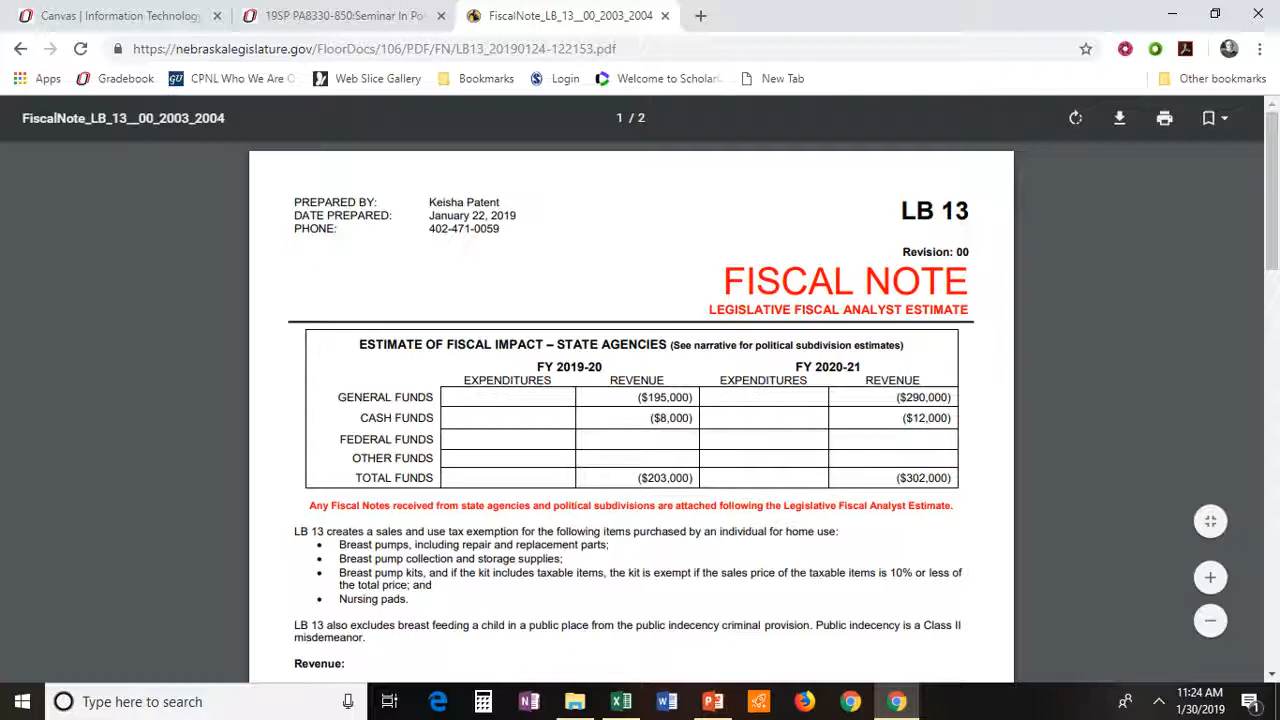 Canvas | Information Technology
19SP PA8330-850:Seminar In Po
FiscalNote_LB_13__00_2003_2004
https://nebraskalegislature.gov/FloorDocs/106/PDF/FN/LB13_20190124-122153.pdf
Apps
Gradebook
CPNL Who We Are O
Web Slice Gallery
Bookmarks
Login
Welcome to Scholar
New Tab
Other bookmarks
FiscalNote_LB_13__00_2003_2004
1 / 2
PREPARED BY: Keisha Patent
DATE PREPARED: January 22, 2019
PHONE: 402-471-0059
LB 13
Revision: 00
FISCAL NOTE
LEGISLATIVE FISCAL ANALYST ESTIMATE
ESTIMATE OF FISCAL IMPACT – STATE AGENCIES (See narrative for political subdivision estimates)
FY 2019-20 FY 2020-21
EXPENDITURES REVENUE EXPENDITURES REVENUE
GENERAL FUNDS ($195,000) ($290,000)
CASH FUNDS ($8,000) ($12,000)
FEDERAL FUNDS
OTHER FUNDS
TOTAL FUNDS ($203,000) ($302,000)
Any Fiscal Notes received from state agencies and political subdivisions are attached following the Legislative Fiscal Analyst Estimate.
LB 13 creates a sales and use tax exemption for the following items purchased by an individual for home use:
• Breast pumps, including repair and replacement parts;
• Breast pump collection and storage supplies;
• Breast pump kits, and if the kit includes taxable items, the kit is exempt if the sales price of the taxable items is 10% or less of
the total price; and
• Nursing pads.
LB 13 also excludes breast feeding a child in a public place from the public indecency criminal provision. Public indecency is a Class II
misdemeanor.
Revenue:
Type here to search
11:24 AM
1/30/2019